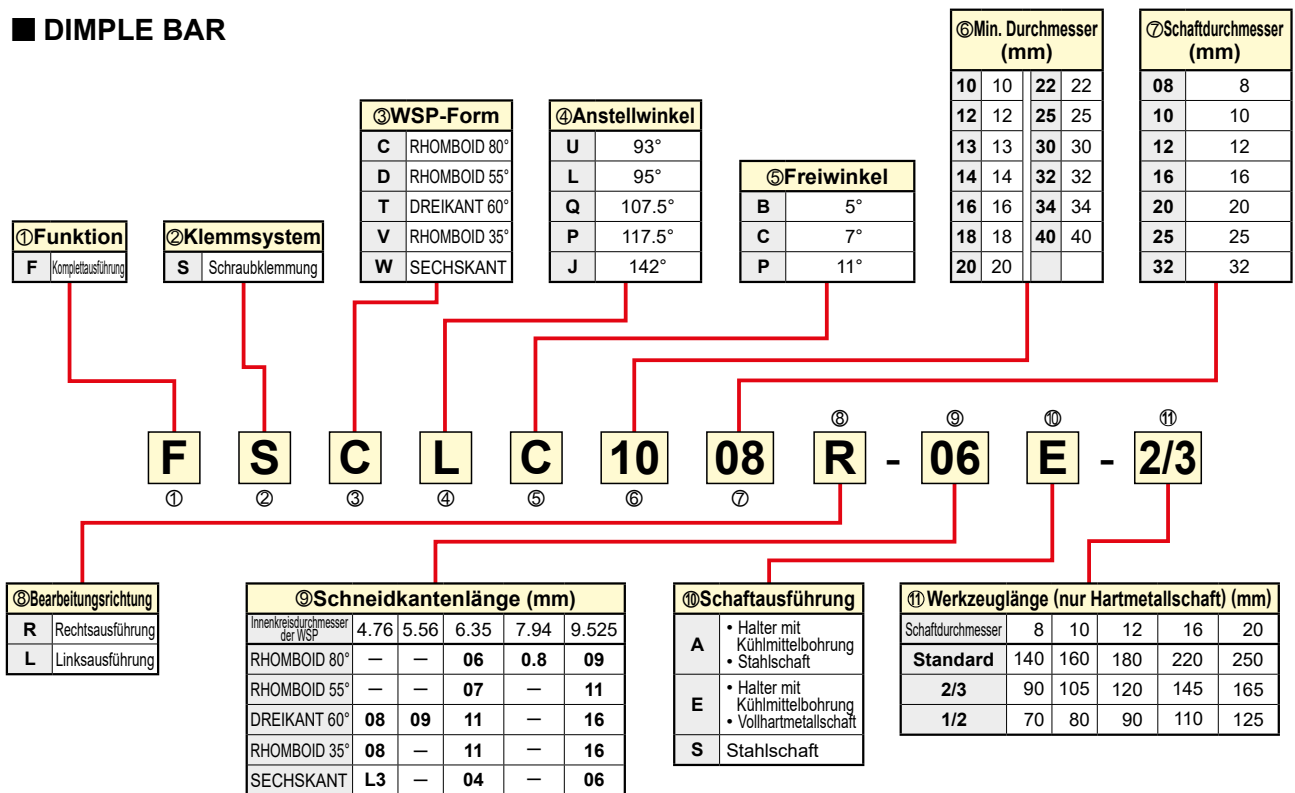 ■ DIMPLE BAR
①Funktion
F Komplettausführung
②Klemmsystem
S Schraubklemmung
③WSP-Form
C RHOMBOID 80°
D RHOMBOID 55°
T DREIKANT 60°
V RHOMBOID 35°
W SECHSKANT
④Anstellwinkel
U 93°
L 95°
Q 107.5°
P 117.5°
J 142°
⑤Freiwinkel
B 5°
C 7°
P 11°
⑥Min. Durchmesser
(mm)
10 10 22 22
12 12 25 25
13 13 30 30
14 14 32 32
16 16 34 34
18 18 40 40
20 20
⑦Schaftdurchmesser
(mm)
08 8
10 10
12 12
16 16
20 20
25 25
32 32
⑧ ⑨ ⑩ ⑪
F S C L C 10 08 R - 06 E - 2/3
① ② ③ ④ ⑤ ⑥ ⑦
⑧Bearbeitungsrichtung
R Rechtsausführung
L Linksausführung
⑨Schneidkantenlänge (mm)
Innenkreisdurchmesser
der WSP 4.76 5.56 6.35 7.94 9.525
RHOMBOID 80° — — 06 0.8 09
RHOMBOID 55° — — 07 — 11
DREIKANT 60° 08 09 11 — 16
RHOMBOID 35° 08 — 11 — 16
SECHSKANT L3 — 04 — 06
⑩Schaftausführung
A • Halter mit
Kühlmittelbohrung
• Stahlschaft
E • Halter mit
Kühlmittelbohrung
• Vollhartmetallschaft
S Stahlschaft
⑪Werkzeuglänge (nur Hartmetallschaft) (mm)
Schaftdurchmesser 8 10 12 16 20
Standard 140 160 180 220 250
2/3 90 105 120 145 165
1/2 70 80 90 110 125